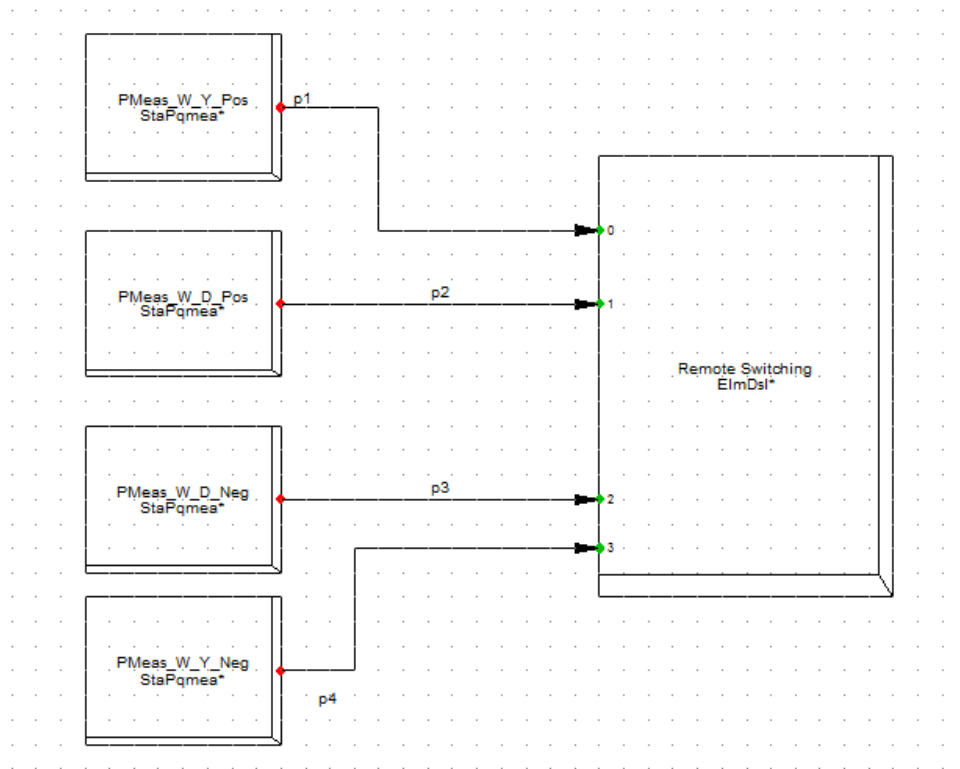 PMeas_W_Y_Pos
StaPqmea*
p1
0
PMeas_W_D_Pos
StaPqmea*
p2
1
Remote Switching
ElmDsl*
PMeas_W_D_Neg
StaPqmea*
p3
2
3
PMeas_W_Y_Neg
StaPqmea*
p4